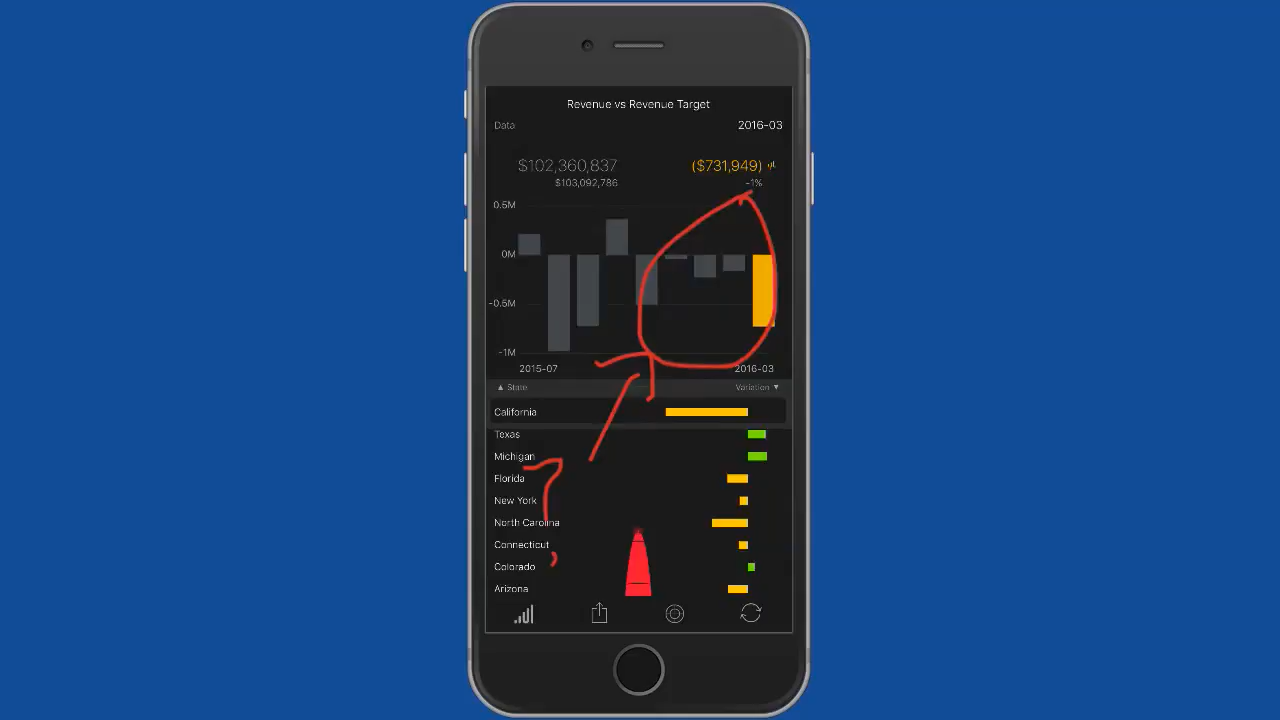 Revenue vs Revenue Target
Data 2016-03
$102,360,837 ($731,949)
$103,092,786 -1%
0.5M
0M
-0.5M
-1M
2015-07 2016-03
▲ State Variation ▼
California
Texas
Michigan
Florida
New York
North Carolina
Connecticut
Colorado
Arizona
?